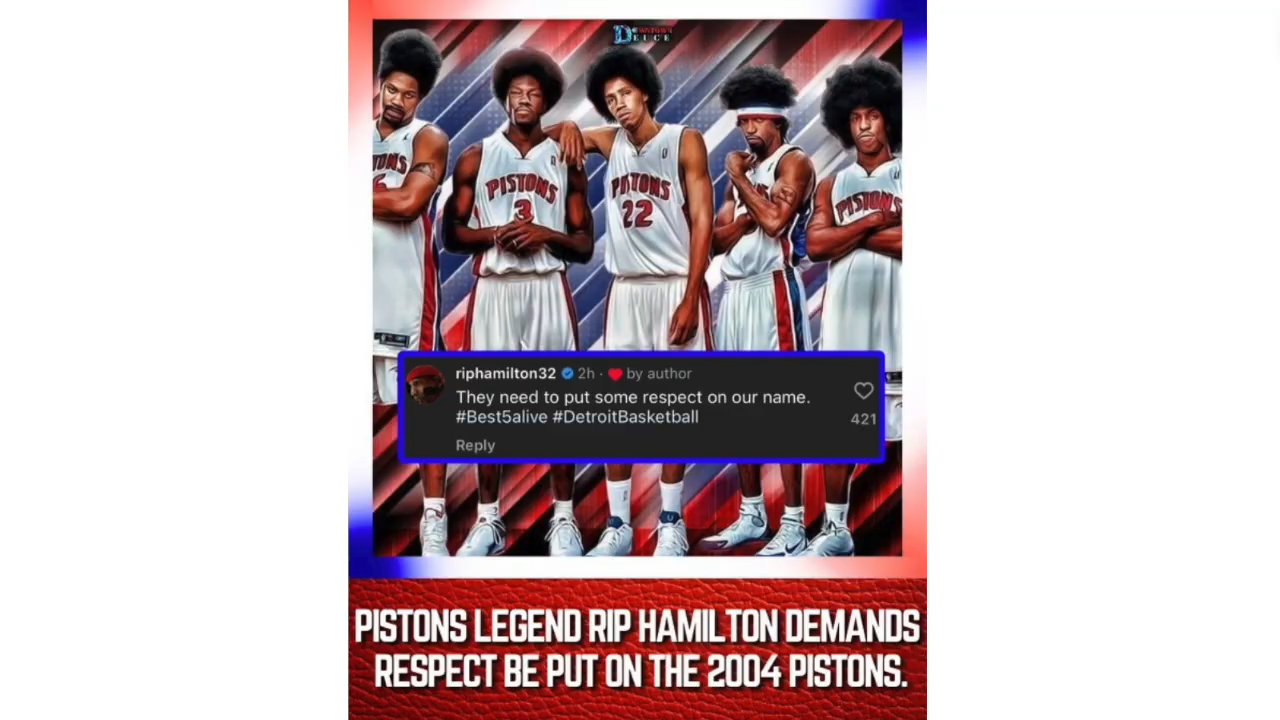 DEUCE
PISTONS
3
PISTONS
22
PISTONS
riphamilton32 2h · by author
They need to put some respect on our name.
#Best5alive #DetroitBasketball
421
Reply
PISTONS LEGEND RIP HAMILTON DEMANDS
RESPECT BE PUT ON THE 2004 PISTONS.